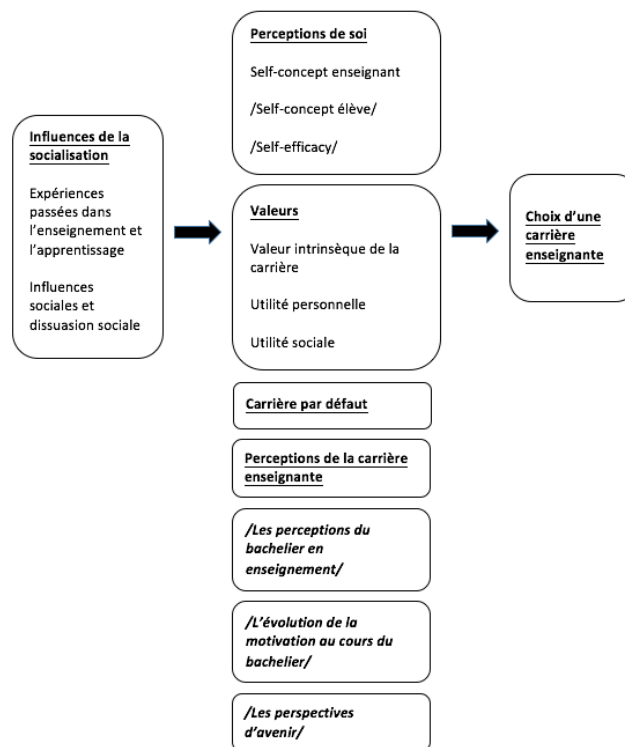 Influences de la
socialisation
Expériences
passées dans
l'enseignement et
l'apprentissage
Influences
sociales et
dissuasion sociale
Perceptions de soi
Self-concept enseignant
/Self-concept élève/
/Self-efficacy/
Valeurs
Valeur intrinsèque de la
carrière
Utilité personnelle
Utilité sociale
Carrière par défaut
Perceptions de la carrière
enseignante
/Les perceptions du
bachelier en
enseignement/
/L'évolution de la
motivation au cours du
bachelier/
/Les perspectives
d'avenir/
Choix d'une
carrière
enseignante